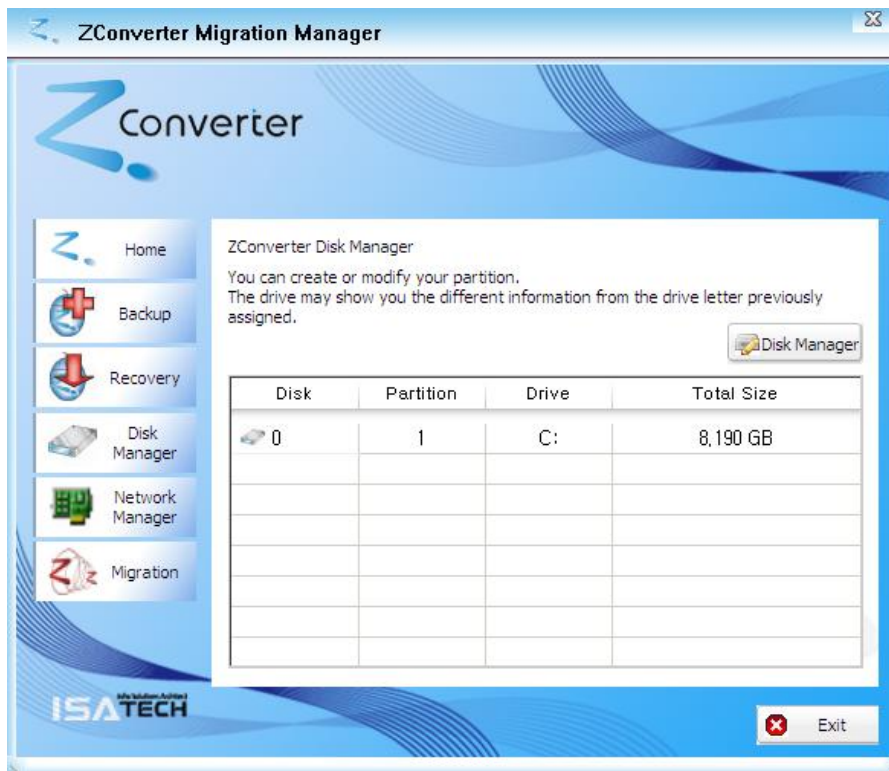 ZConverter Migration Manager
Z Converter
Home
Backup
Recovery
Disk
Manager
Network
Manager
Migration
ZConverter Disk Manager
You can create or modify your partition.
The drive may show you the different information from the drive letter previously
assigned.
Disk Manager
Disk Partition Drive Total Size
0 1 C: 8,190 GB
ISATECH
Exit